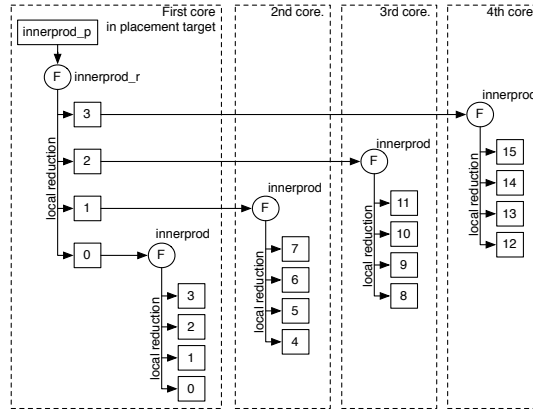 First core
in placement target
2nd core.
3rd core.
4th core.
innerprod_p
F
innerprod_r
local reduction
3
2
1
0
F
innerprod
local reduction
3
2
1
0
F
innerprod
local reduction
7
6
5
4
F
innerprod
local reduction
11
10
9
8
F
innerprod
local reduction
15
14
13
12